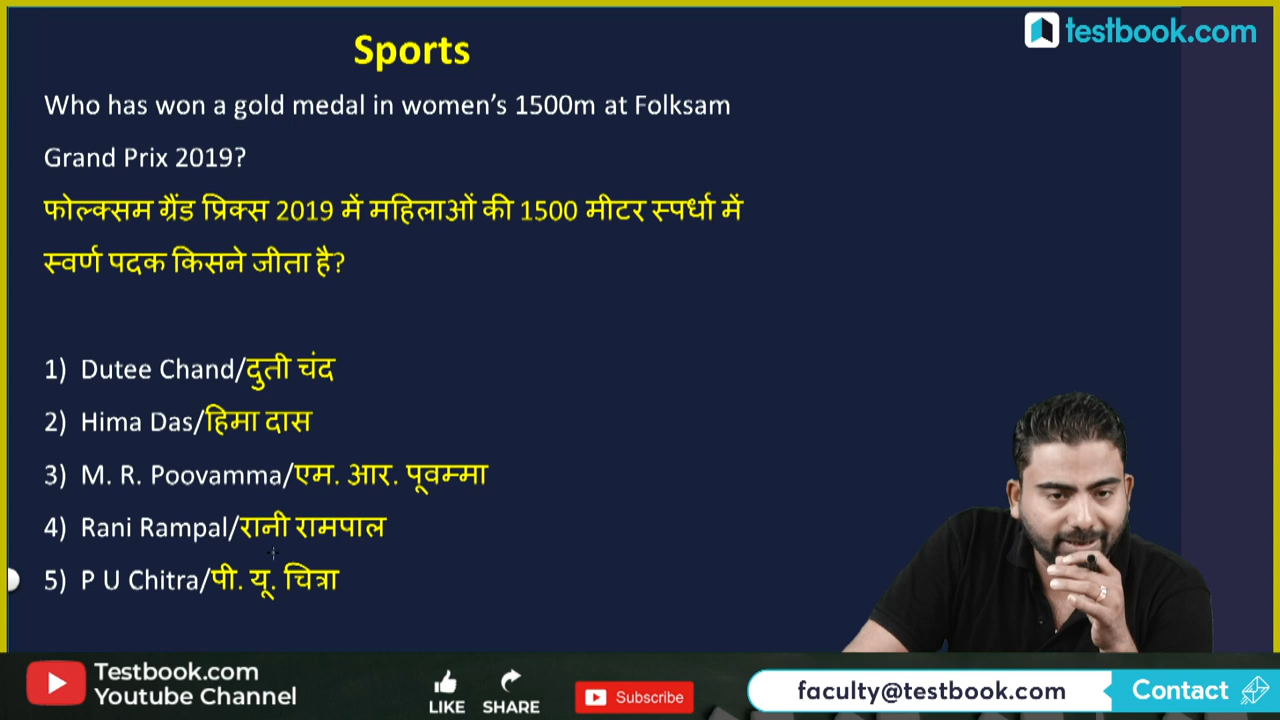 testbook.com
Sports
Who has won a gold medal in women’s 1500m at Folksam
Grand Prix 2019?
फोल्क्सम ग्रैंड प्रिक्स 2019 में महिलाओं की 1500 मीटर स्पर्धा में
स्वर्ण पदक किसने जीता है?
1) Dutee Chand/दुती चंद
2) Hima Das/हिमा दास
3) M. R. Poovamma/एम. आर. पूवम्मा
4) Rani Rampal/रानी रामपाल
5) P U Chitra/पी. यू. चित्रा
Testbook.com
Youtube Channel
LIKE
SHARE
Subscribe
faculty@testbook.com
Contact